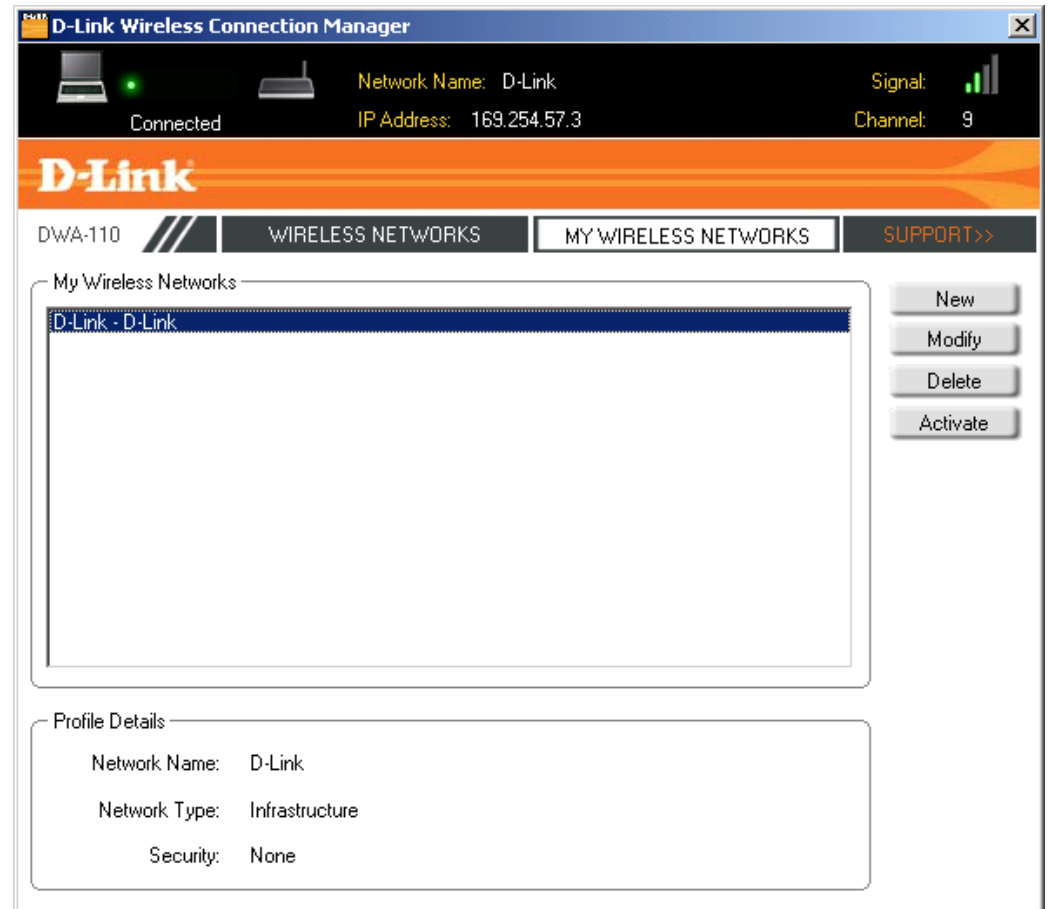 D-Link Wireless Connection Manager
Network Name: D-Link Signal:
Connected IP Address: 169.254.57.3 Channel: 9
D-Link
DWA-110 WIRELESS NETWORKS MY WIRELESS NETWORKS SUPPORT>>
My Wireless Networks
D-Link - D-Link
New
Modify
Delete
Activate
Profile Details
Network Name: D-Link
Network Type: Infrastructure
Security: None